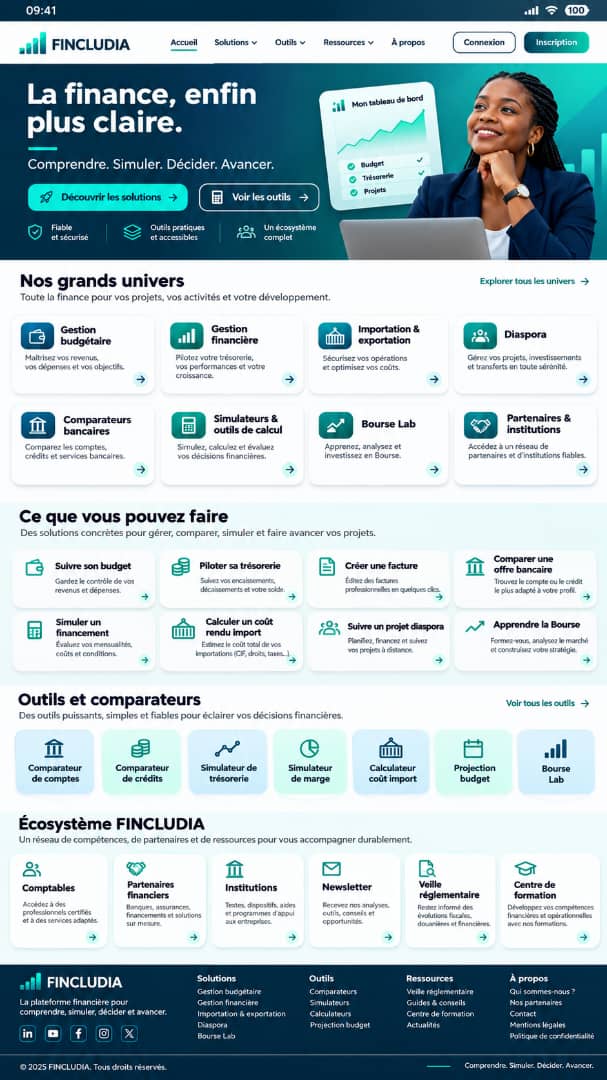 09:41
100
FINCLUDIA
Accueil
Solutions
Outils
Ressources
À propos
Connexion
Inscription
La finance, enfin
plus claire.
Comprendre. Simuler. Décider. Avancer.
Découvrir les solutions →
Voir les outils →
Fiable
et sécurisé
Outils pratiques
et accessibles
Un écosystème
complet
Mon tableau de bord
Budget
Trésorerie
Projets
Nos grands univers
Explorer tous les univers →
Toute la finance pour vos projets, vos activités et votre développement.
Gestion
budgétaire
Maîtrisez vos revenus,
vos dépenses et vos objectifs.
Gestion
financière
Pilotez votre trésorerie,
vos performances et votre
croissance.
Importation &
exportation
Sécurisez vos opérations
et optimisez vos coûts.
Diaspora
Gérez vos projets, investissements
et transferts en toute sérénité.
Comparateurs
bancaires
Comparez les comptes,
crédits et services bancaires.
Simulateurs &
outils de calcul
Simulez, calculez et évaluez
vos décisions financières.
Bourse Lab
Apprenez, analysez et
investissez en Bourse.
Partenaires &
institutions
Accédez à un réseau de
partenaires et d'institutions fiables.
Ce que vous pouvez faire
Des solutions concrètes pour gérer, comparer, simuler et faire avancer vos projets.
Suivre son budget
Gardez le contrôle de vos
revenus et dépenses.
Piloter sa trésorerie
Suivez vos encaissements,
décaissements et votre solde.
Créer une facture
Éditez des factures
professionnelles en quelques clics.
Comparer une
offre bancaire
Trouvez le compte ou le crédit
le plus adapté à votre profil.
Simuler un
financement
Évaluez vos mensualités,
coûts et conditions.
Calculer un coût
rendu import
Estimez le coût total de vos
importations (CIF, droits, taxes...)
Suivre un projet diaspora
Planifiez, financez et suivez
vos projets à distance.
Apprendre la Bourse
Formez-vous, analysez le marché
et construisez votre stratégie.
Outils et comparateurs
Voir tous les outils →
Des outils puissants, simples et fiables pour éclairer vos décisions financières.
Comparateur
de comptes
Comparateur
de crédits
Simulateur de
trésorerie
Simulateur
de marge
Calculateur
coût import
Projection
budget
Bourse
Lab
Écosystème FINCLUDIA
Un réseau de compétences, de partenaires et de ressources pour vous accompagner durablement.
Comptables
Accédez à des
professionnels certifiés
et à des services adaptés.
Partenaires
financiers
Banques, assurances,
financements et solutions
sur mesure.
Institutions
Textes, dispositifs, aides
et programmes d'appui
aux entreprises.
Newsletter
Recevez nos analyses,
outils, conseils et
opportunités.
Veille
réglementaire
Restez informé des
évolutions fiscales,
douanières et financières.
Centre de
formation
Développez vos compétences
financières et opérationnelles
avec nos formations.
FINCLUDIA
La plateforme financière pour
comprendre, simuler, décider et avancer.
Solutions
Gestion budgétaire
Gestion financière
Importation & exportation
Diaspora
Bourse Lab
Outils
Comparateurs
Simulateurs
Calculateurs
Projection budget
Ressources
Veille réglementaire
Guides & conseils
Centre de formation
Actualités
À propos
Qui sommes-nous ?
Nos partenaires
Contact
Mentions légales
Politique de confidentialité
© 2025 FINCLUDIA. Tous droits réservés.
Comprendre. Simuler. Décider. Avancer.